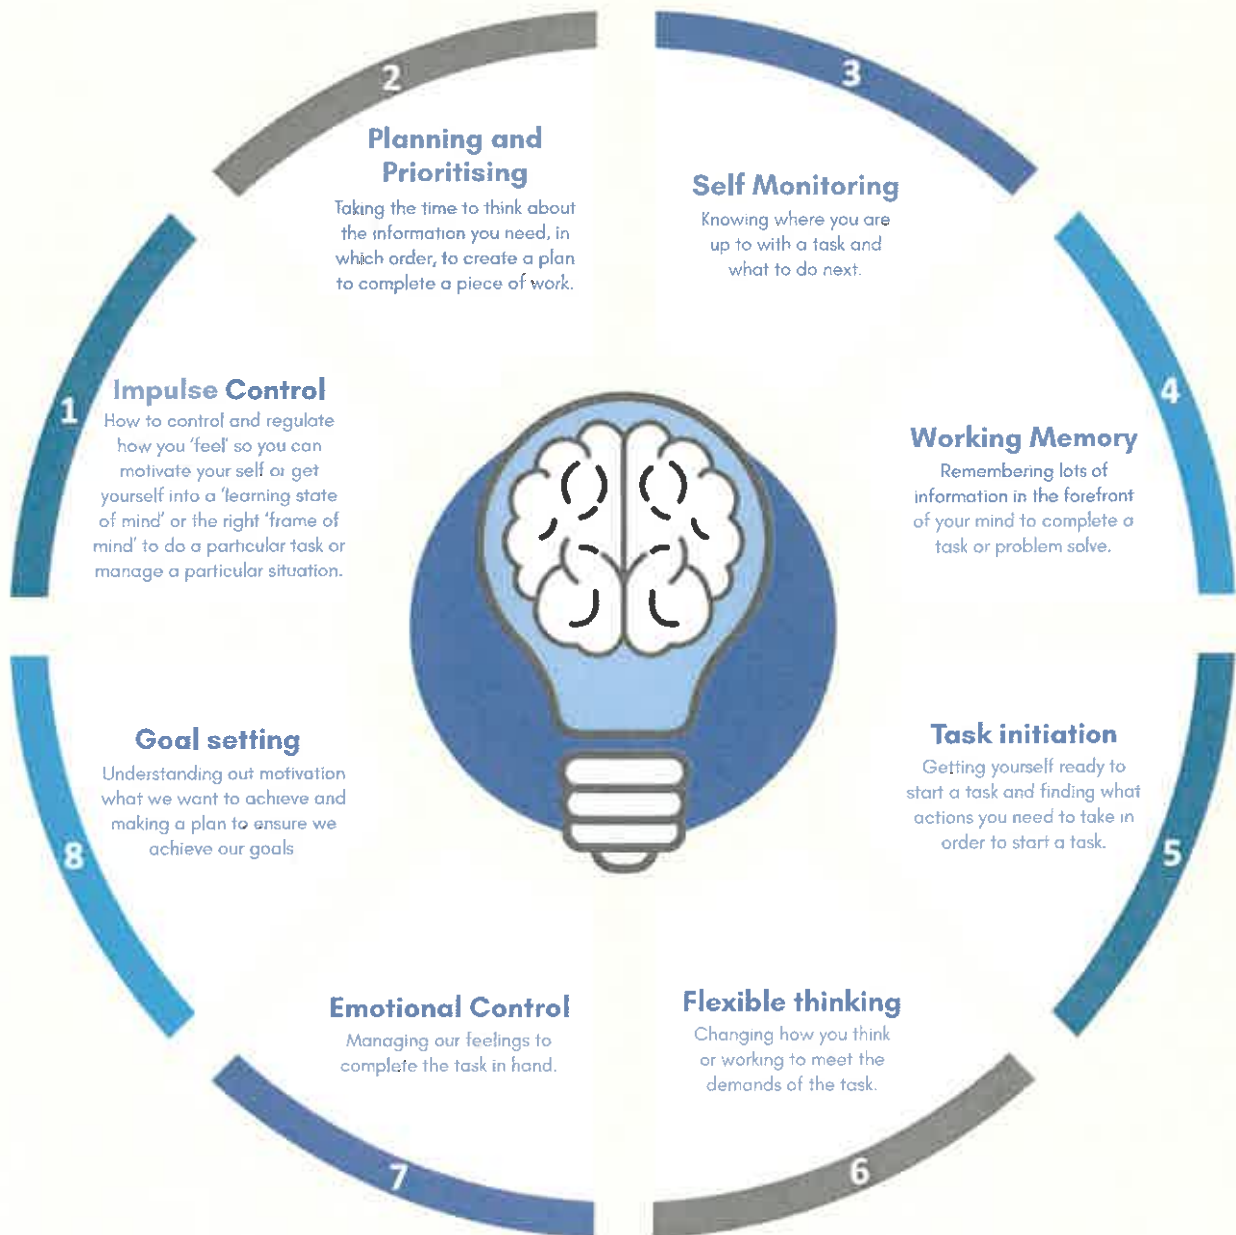 1
Impulse Control
How to control and regulate
how you 'feel' so you can
motivate your self or get
yourself into a 'learning state
of mind' or the right 'frame of
mind' to do a particular task or
manage a particular situation.
2
Planning and
Prioritising
Taking the time to think about
the information you need, in
which order, to create a plan
to complete a piece of work.
3
Self Monitoring
Knowing where you are
up to with a task and
what to do next.
4
Working Memory
Remembering lots of
information in the forefront
of your mind to complete a
task or problem solve.
5
Task initiation
Getting yourself ready to
start a task and finding what
actions you need to take in
order to start a task.
6
Flexible thinking
Changing how you think
or working to meet the
demands of the task.
7
Emotional Control
Managing our feelings to
complete the task in hand.
8
Goal setting
Understanding out motivation
what we want to achieve and
making a plan to ensure we
achieve our goals